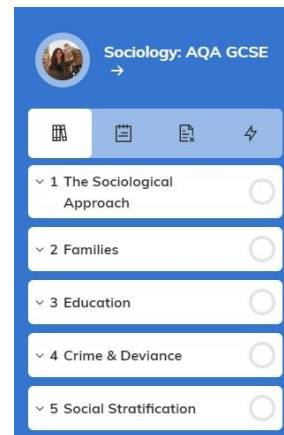 Sociology: AQA GCSE
→
1 The Sociological
Approach
2 Families
3 Education
4 Crime & Deviance
5 Social Stratification